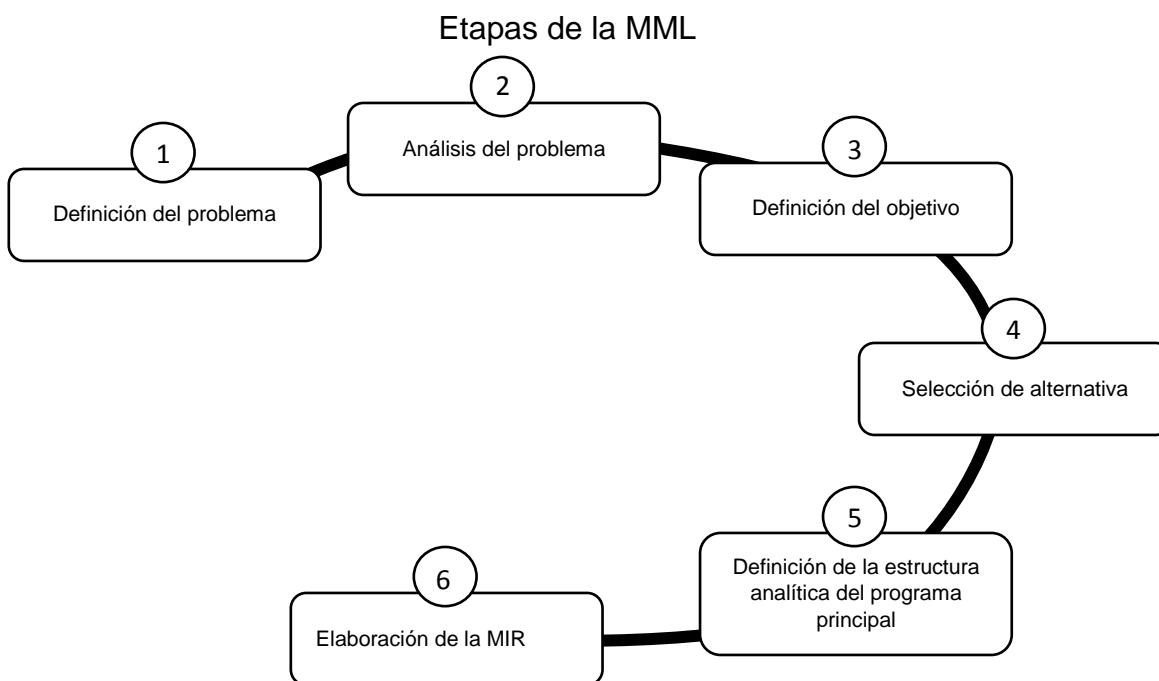 Etapas de la MML
1
Definición del problema
2
Análisis del problema
3
Definición del objetivo
4
Selección de alternativa
5
Definición de la estructura
analítica del programa
principal
6
Elaboración de la MIR